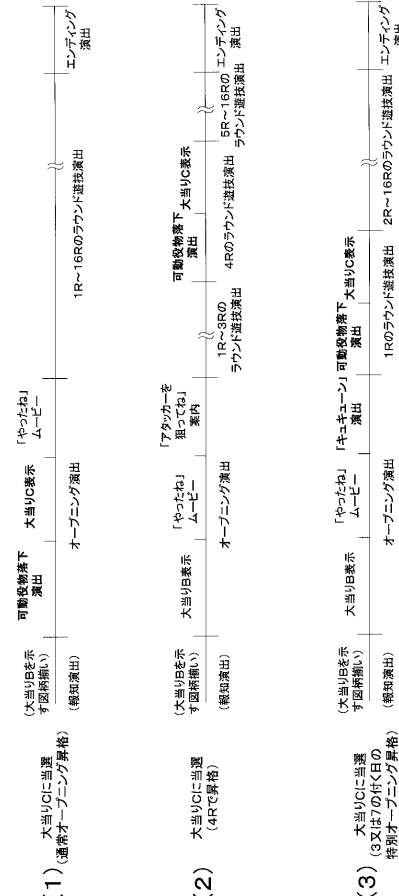 (1)
大当りCに当選
(通常オープニング昇格)
(大当りBを示
す図柄揃い)
(報知演出)
可動役物落下
演出
大当りC表示
「やったね」
ムービー
オープニング演出
1R～16Rのラウンド遊技演出
エンディング
演出
(2)
大当りCに当選
(4Rで昇格)
(大当りBを示
す図柄揃い)
(報知演出)
大当りB表示
「やったね」
ムービー
「アタッカーを
狙ってね」
案内
オープニング演出
1R～3Rの
ラウンド遊技演出
可動役物落下
演出
大当りC表示
4Rのラウンド遊技演出
5R～16Rの
ラウンド遊技演出
エンディング
演出
(3)
大当りCに当選
(3又は7の付く日の
特別オープニング昇格)
(大当りBを示
す図柄揃い)
(報知演出)
大当りB表示
「やったね」
ムービー
「キュキューン」
演出
オープニング演出
可動役物落下
演出
大当りC表示
1Rのラウンド遊技演出
2R～16Rのラウンド遊技演出
エンディング
演出